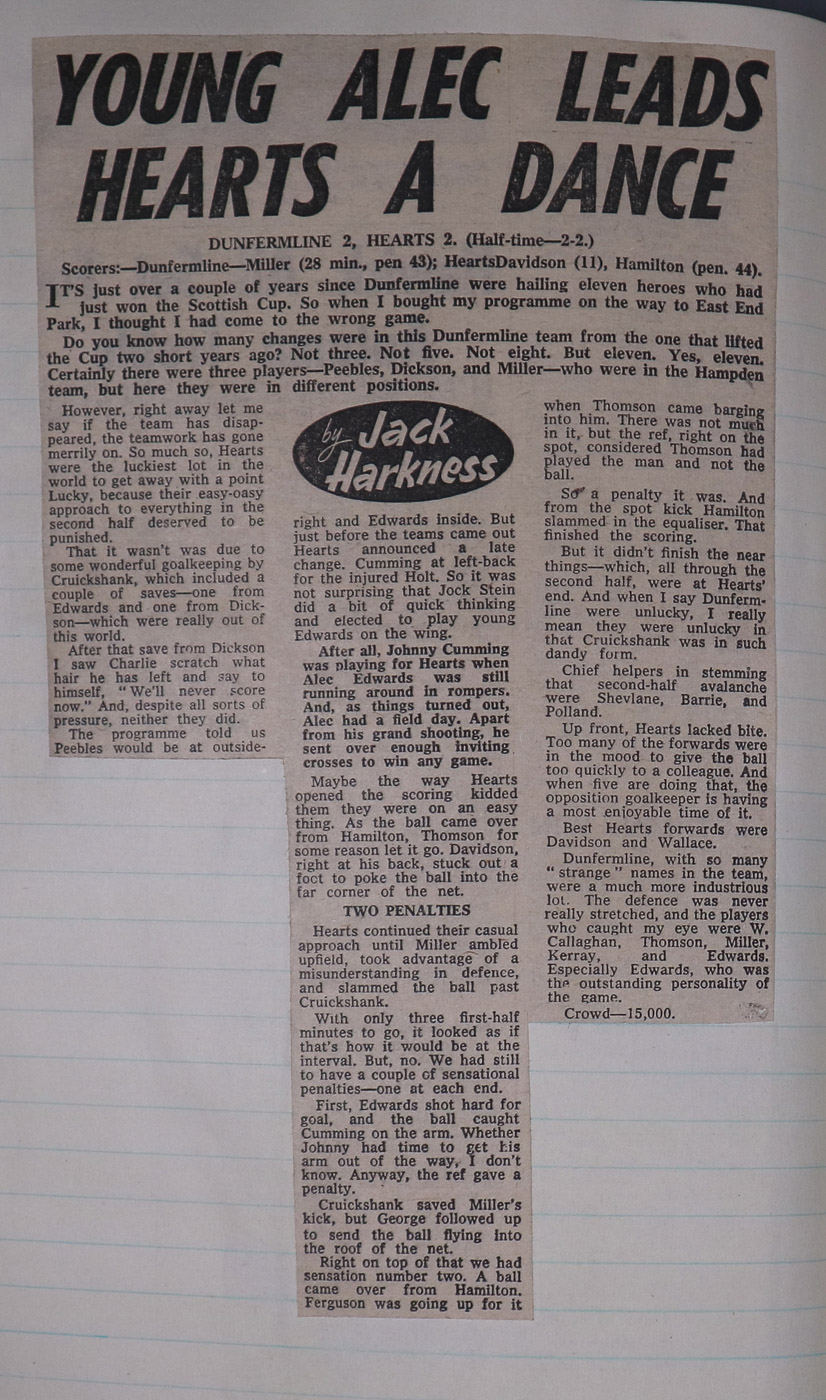 YOUNG ALEC LEADS
HEARTS A DANCE
DUNFERMLINE 2, HEARTS 2. (Half-time—2-2.)
Scorers:—Dunfermline—Miller (28 min., pen 43); HeartsDavidson (11), Hamilton (pen. 44).
IT'S just over a couple of years since Dunfermline were hailing eleven heroes who had
just won the Scottish Cup. So when I bought my programme on the way to East End
Park, I thought I had come to the wrong game.
Do you know how many changes were in this Dunfermline team from the one that lifted
the Cup two short years ago? Not three. Not five. Not eight. But eleven. Yes, eleven.
Certainly there were three players—Peebles, Dickson, and Miller—who were in the Hampden
team, but here they were in different positions.
However, right away let me
say if the team has disap-
peared, the teamwork has gone
merrily on. So much so, Hearts
were the luckiest lot in the
world to get away with a point
Lucky, because their easy-oasy
approach to everything in the
second half deserved to be
punished.
That it wasn't was due to
some wonderful goalkeeping by
Cruickshank, which included a
couple of saves—one from
Edwards and one from Dick-
son—which were really out of
this world.
After that save from Dickson
I saw Charlie scratch what
hair he has left and say to
himself, "We'll never score
now." And, despite all sorts of
pressure, neither they did.
The programme told us
Peebles would be at outside-
by Jack
Harkness
right and Edwards inside. But
just before the teams came out
Hearts announced a late
change. Cumming at left-back
for the injured Holt. So it was
not surprising that Jock Stein
did a bit of quick thinking
and elected to play young
Edwards on the wing.
After all, Johnny Cumming
was playing for Hearts when
Alec Edwards was still
running around in rompers.
And, as things turned out,
Alec had a field day. Apart
from his grand shooting, he
sent over enough inviting
crosses to win any game.
Maybe the way Hearts
opened the scoring kidded
them they were on an easy
thing. As the ball came over
from Hamilton, Thomson for
some reason let it go. Davidson,
right at his back, stuck out a
foot to poke the ball into the
far corner of the net.
TWO PENALTIES
Hearts continued their casual
approach until Miller ambled
upfield, took advantage of a
misunderstanding in defence,
and slammed the ball past
Cruickshank.
With only three first-half
minutes to go, it looked as if
that's how it would be at the
interval. But, no. We had still
to have a couple of sensational
penalties—one at each end.
First, Edwards shot hard for
goal, and the ball caught
Cumming on the arm. Whether
Johnny had time to get his
arm out of the way, I don't
know. Anyway, the ref gave a
penalty.
Cruickshank saved Miller's
kick, but George followed up
to send the ball flying into
the roof of the net.
Right on top of that we had
sensation number two. A ball
came over from Hamilton.
Ferguson was going up for it
when Thomson came barging
into him. There was not much
in it, but the ref, right on the
spot, considered Thomson had
played the man and not the
ball.
So a penalty it was. And
from the spot kick Hamilton
slammed in the equaliser. That
finished the scoring.
But it didn't finish the near
things—which, all through the
second half, were at Hearts'
end. And when I say Dunferm-
line were unlucky, I really
mean they were unlucky in
that Cruickshank was in such
dandy form.
Chief helpers in stemming
that second-half avalanche
were Shevlane, Barrie, and
Polland.
Up front, Hearts lacked bite.
Too many of the forwards were
in the mood to give the ball
too quickly to a colleague. And
when five are doing that, the
opposition goalkeeper is having
a most enjoyable time of it.
Best Hearts forwards were
Davidson and Wallace.
Dunfermline, with so many
"strange" names in the team,
were a much more industrious
lot. The defence was never
really stretched, and the players
who caught my eye were W.
Callaghan, Thomson, Miller,
Kerray, and Edwards.
Especially Edwards, who was
the outstanding personality of
the game.
Crowd—15,000.